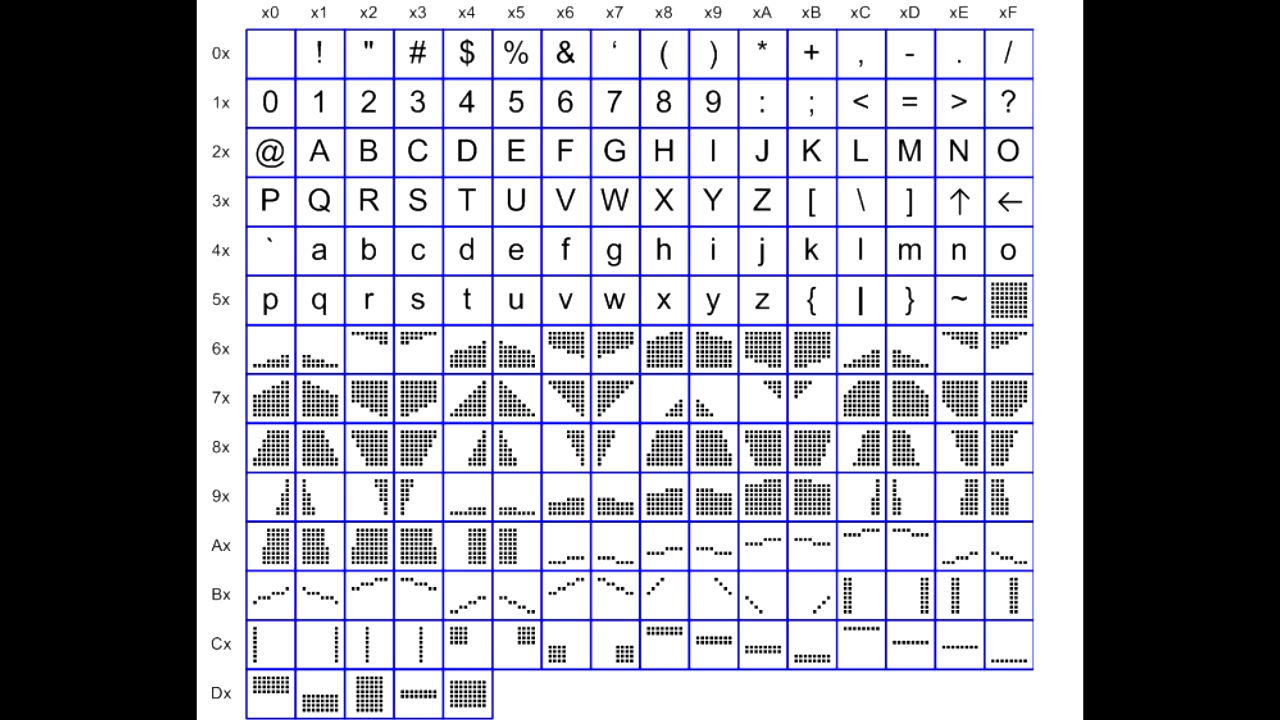 x0 x1 x2 x3 x4 x5 x6 x7 x8 x9 xA xB xC xD xE xF
0x ! " # $ % & ‘ ( ) * + , - . /
1x 0 1 2 3 4 5 6 7 8 9 : ; < = > ?
2x @ A B C D E F G H I J K L M N O
3x P Q R S T U V W X Y Z [ \ ] ↑ ←
4x ` a b c d e f g h i j k l m n o
5x p q r s t u v w x y z { | } ~
6x
7x
8x
9x
Ax
Bx
Cx
Dx